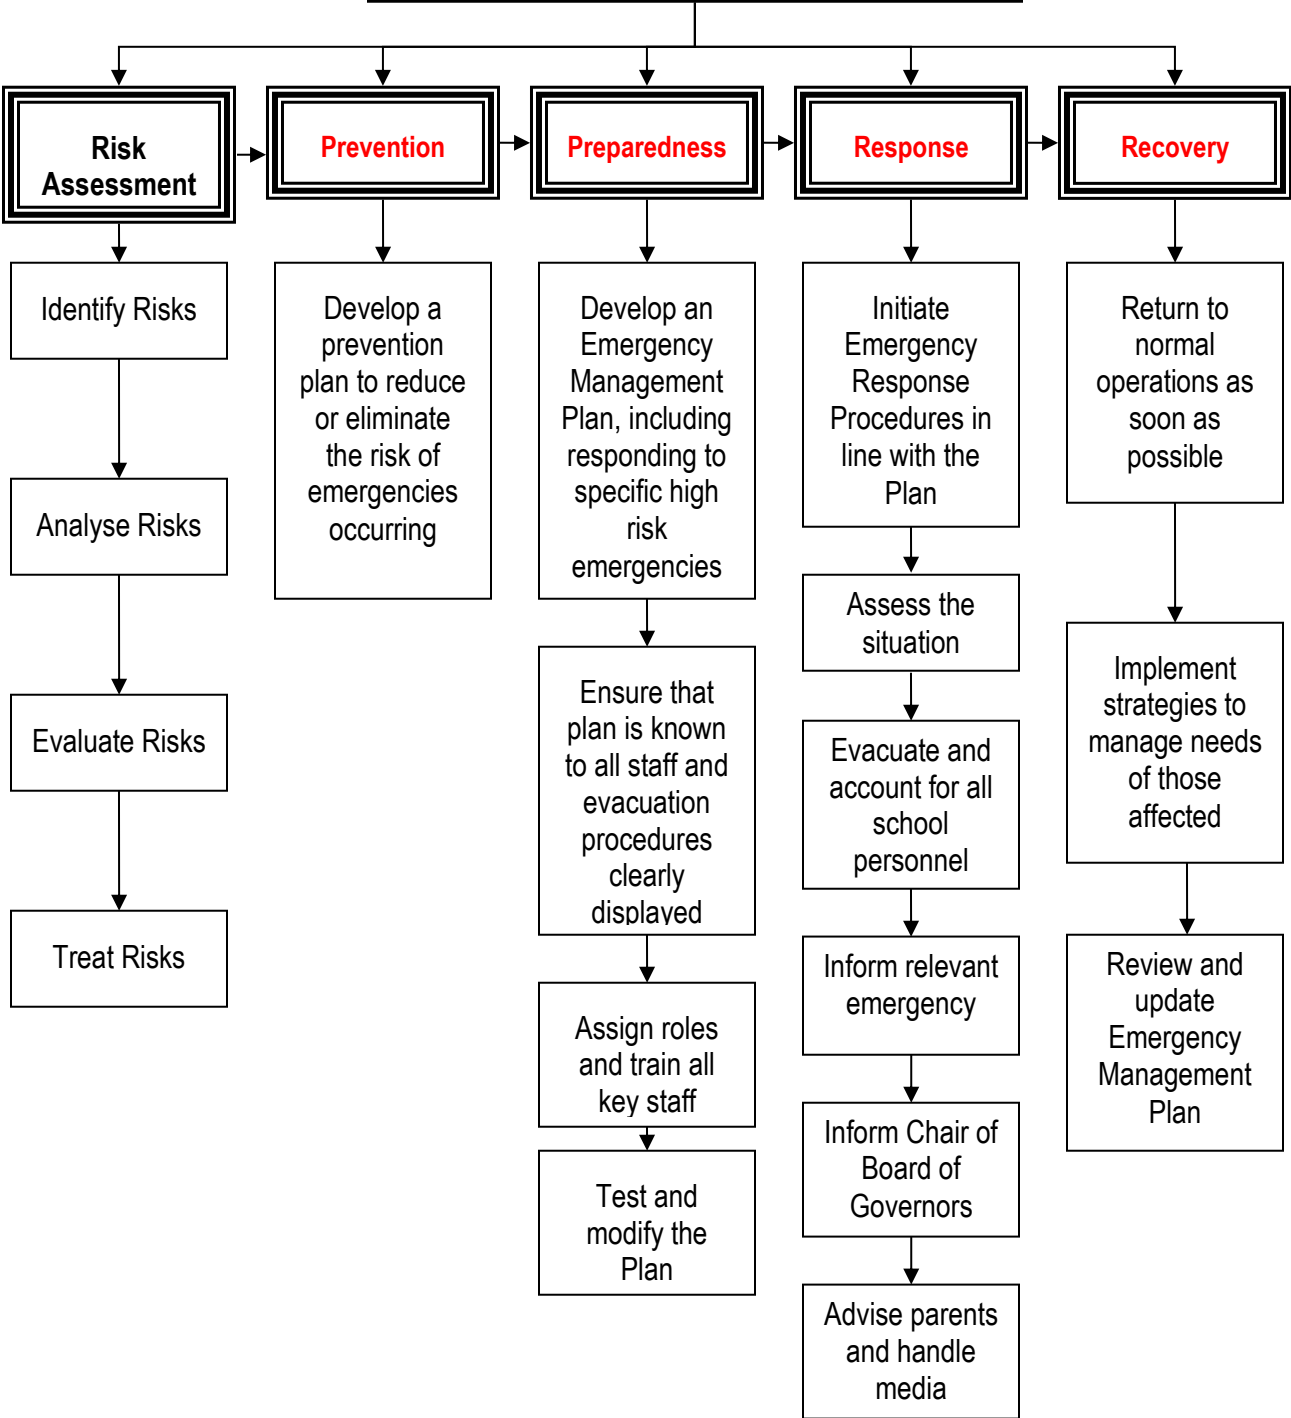 Risk
Assessment
Prevention
Preparedness
Response
Recovery
Identify Risks
Analyse Risks
Evaluate Risks
Treat Risks
Develop a
prevention
plan to reduce
or eliminate
the risk of
emergencies
occurring
Develop an
Emergency
Management
Plan, including
responding to
specific high
risk
emergencies
Ensure that
plan is known
to all staff and
evacuation
procedures
clearly
displayed
Assign roles
and train all
key staff
Test and
modify the
Plan
Initiate
Emergency
Response
Procedures in
line with the
Plan
Assess the
situation
Evacuate and
account for all
school
personnel
Inform relevant
emergency
Inform Chair of
Board of
Governors
Advise parents
and handle
media
Return to
normal
operations as
soon as
possible
Implement
strategies to
manage needs
of those
affected
Review and
update
Emergency
Management
Plan